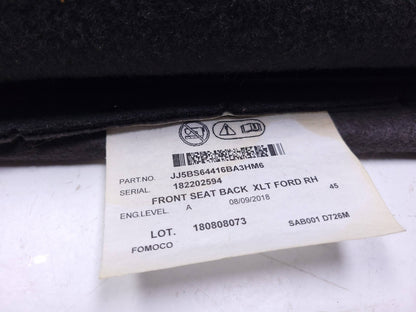 PART.NO. JJ5BS64416BA3HM6
SERIAL 182202594
FRONT SEAT BACK XLT FORD RH 45
ENG.LEVEL. A 08/09/2018
LOT. 180808073
FOMOCO SAB001 D726M